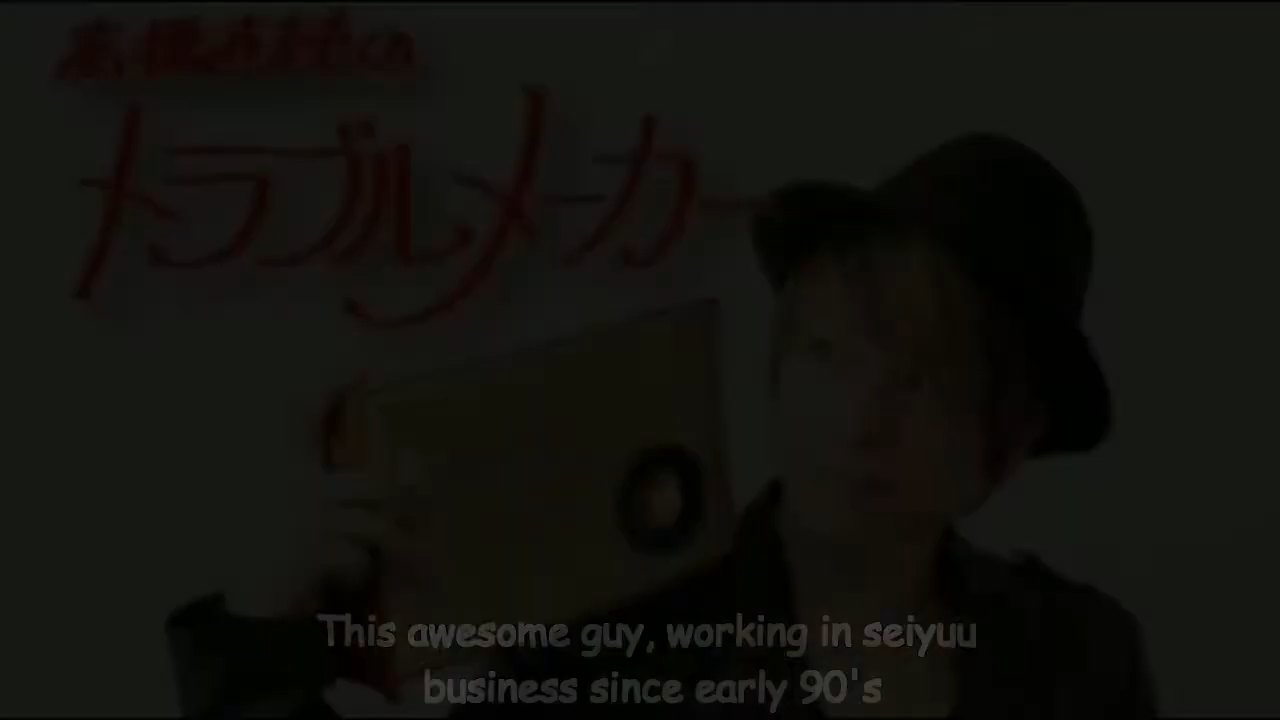 トラブルメーカー
This awesome guy, working in seiyuu
business since early 90's